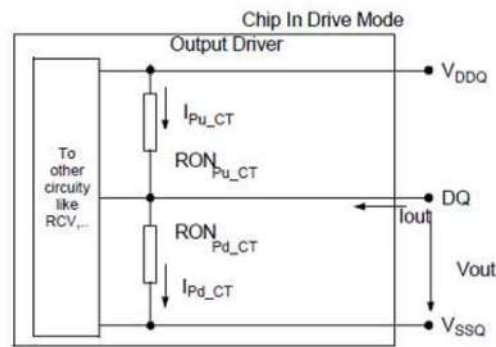 Chip In Drive Mode
Output Driver
To
other
circuity
like
RCV,...
IPu_CT
RONPu_CT
RONPd_CT
IPd_CT
VDDQ
DQ
Iout
Vout
VSSQ